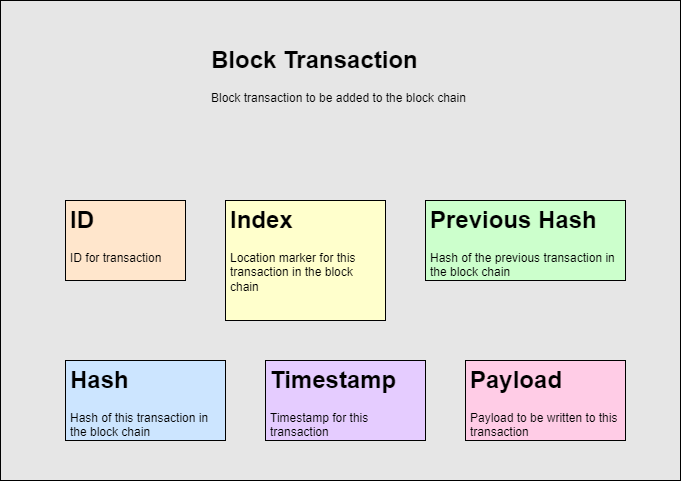 Block Transaction
Block transaction to be added to the block chain
ID
ID for transaction
Index
Location marker for this
transaction in the block
chain
Previous Hash
Hash of the previous transaction in
the block chain
Hash
Hash of this transaction in
the block chain
Timestamp
Timestamp for this
transaction
Payload
Payload to be written to this
transaction